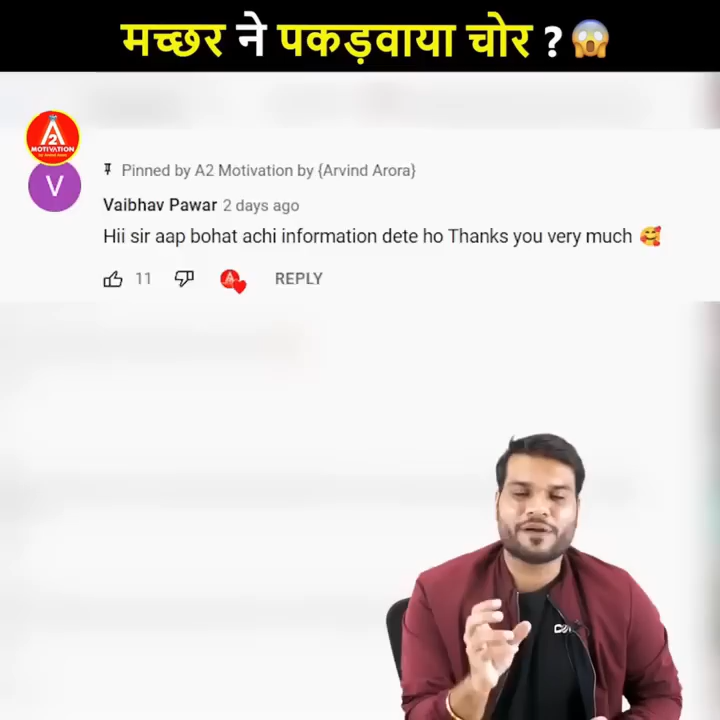 मच्छर ने पकड़वाया चोर ? 😱
A2
MOTIVATION
Pinned by A2 Motivation by {Arvind Arora}
V
Vaibhav Pawar 2 days ago
Hii sir aap bohat achi information dete ho Thanks you very much 🥰
11 REPLY